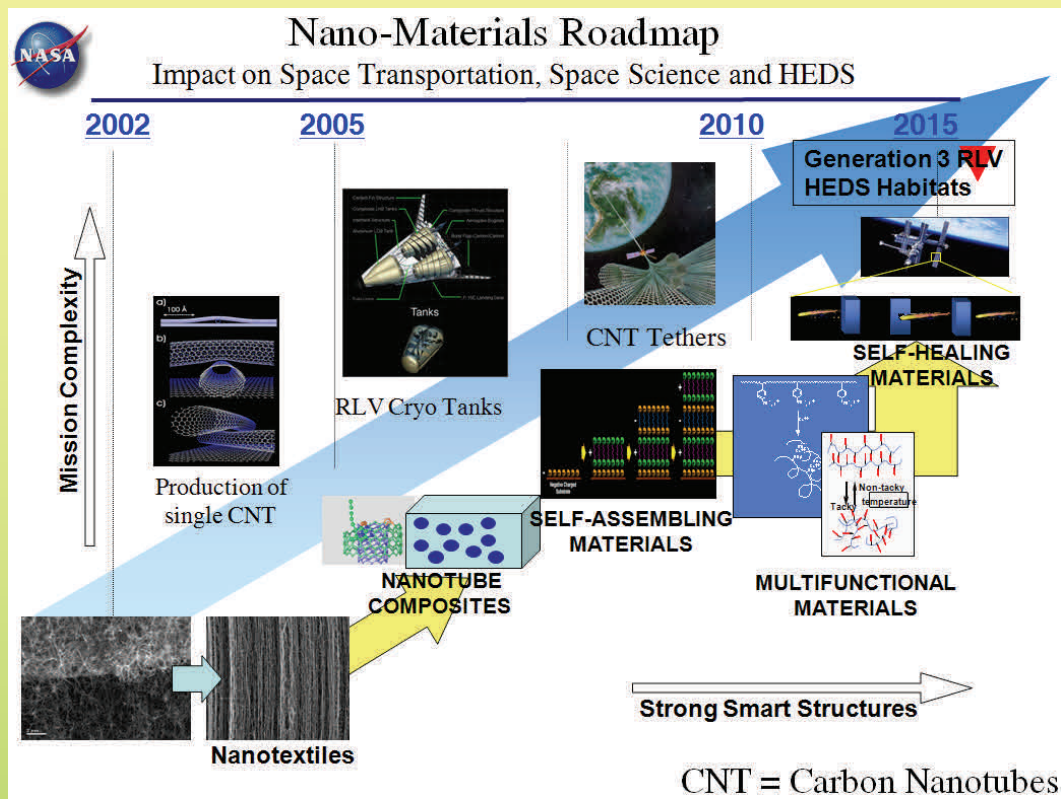 NASA
Nano-Materials Roadmap
Impact on Space Transportation, Space Science and HEDS
2002
2005
2010
2015
Generation 3 RLV
HEDS Habitats
Mission Complexity
a)
100 Å
b)
c)
Production of
single CNT
Tanks
RLV Cryo Tanks
CNT Tethers
SELF-HEALING
MATERIALS
NANOTUBE
COMPOSITES
SELF-ASSEMBLING
MATERIALS
Non-tacky
Tacky
temperature
MULTIFUNCTIONAL
MATERIALS
Nanotextiles
Strong Smart Structures
CNT = Carbon Nanotubes